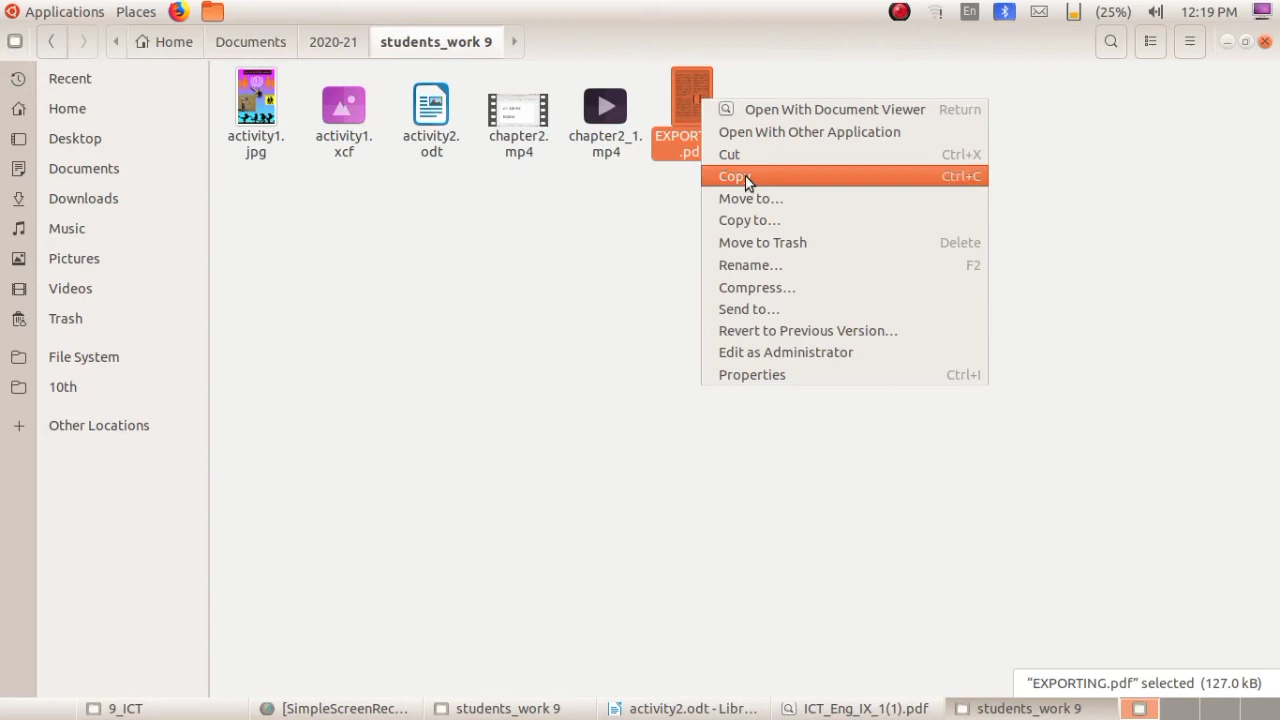 Applications Places En (25%) 12:19 PM
Home Documents 2020-21 students_work 9
Recent
Home
Desktop
Documents
Downloads
Music
Pictures
Videos
Trash
File System
10th
Other Locations
activity1.
jpg
activity1.
xcf
activity2.
odt
chapter2.
mp4
chapter2_1.
mp4
EXPORT
.pd
Open With Document Viewer Return
Open With Other Application
Cut Ctrl+X
Copy Ctrl+C
Move to…
Copy to…
Move to Trash Delete
Rename… F2
Compress…
Send to…
Revert to Previous Version…
Edit as Administrator
Properties Ctrl+I
“EXPORTING.pdf” selected (127.0 kB)
9_ICT [SimpleScreenRec… students_work 9 activity2.odt - Libr… ICT_Eng_IX_1(1).pdf students_work 9